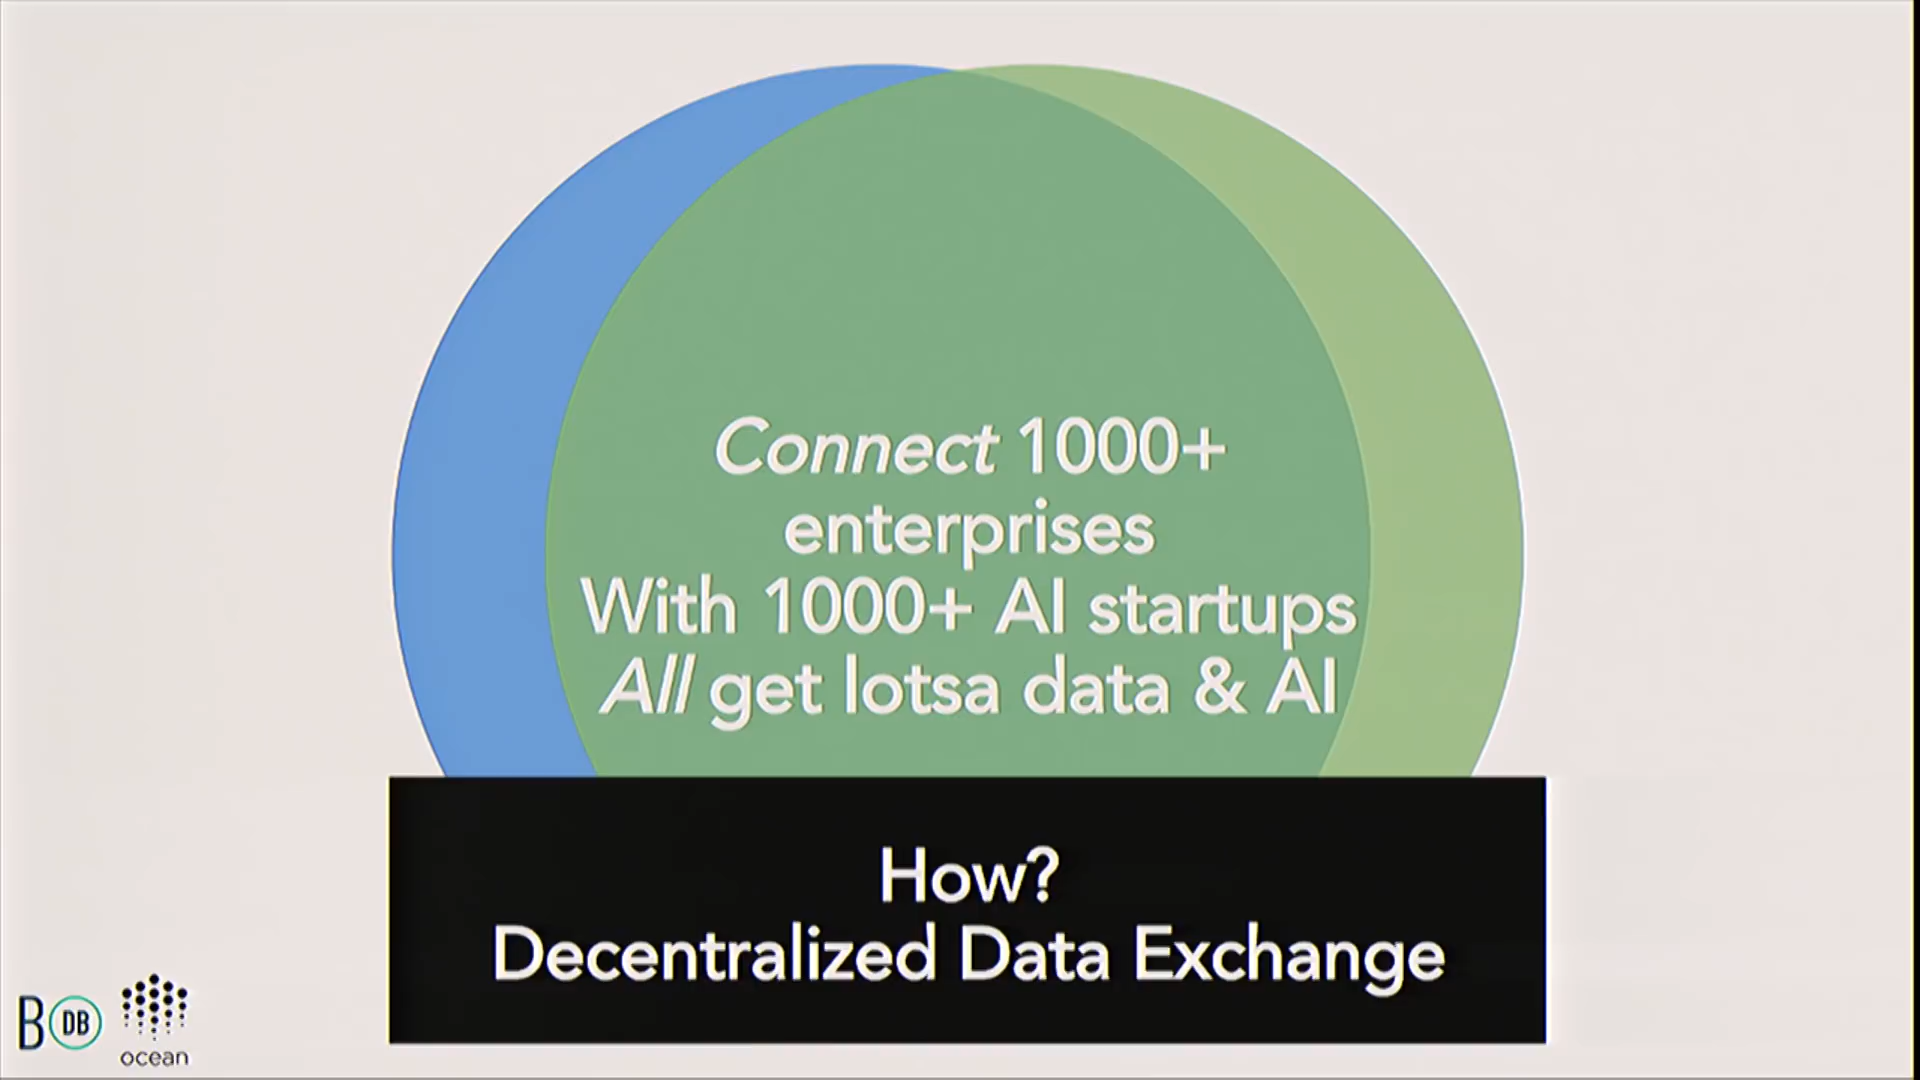 Connect 1000+
enterprises
With 1000+ AI startups
All get lotsa data & AI
How?
Decentralized Data Exchange
B DB
ocean